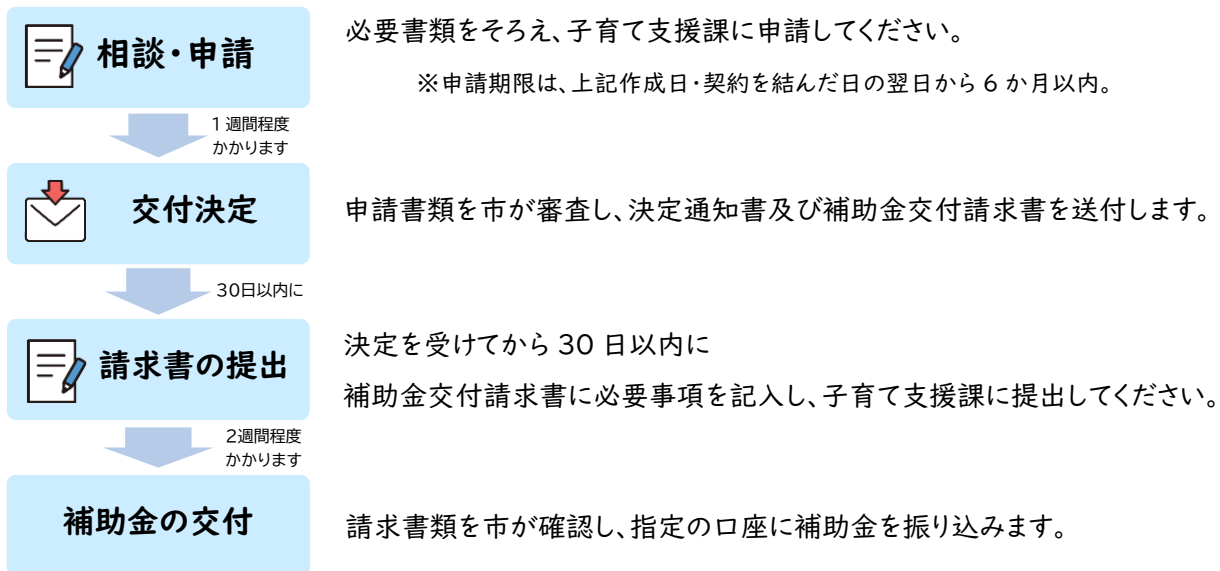 相談・申請
必要書類をそろえ、子育て支援課に申請してください。
※申請期限は、上記作成日・契約を結んだ日の翌日から6か月以内。
1週間程度
かかります
交付決定
申請書類を市が審査し、決定通知書及び補助金交付請求書を送付します。
30日以内に
請求書の提出
決定を受けてから30日以内に
補助金交付請求書に必要事項を記入し、子育て支援課に提出してください。
2週間程度
かかります
補助金の交付
請求書類を市が確認し、指定の口座に補助金を振り込みます。